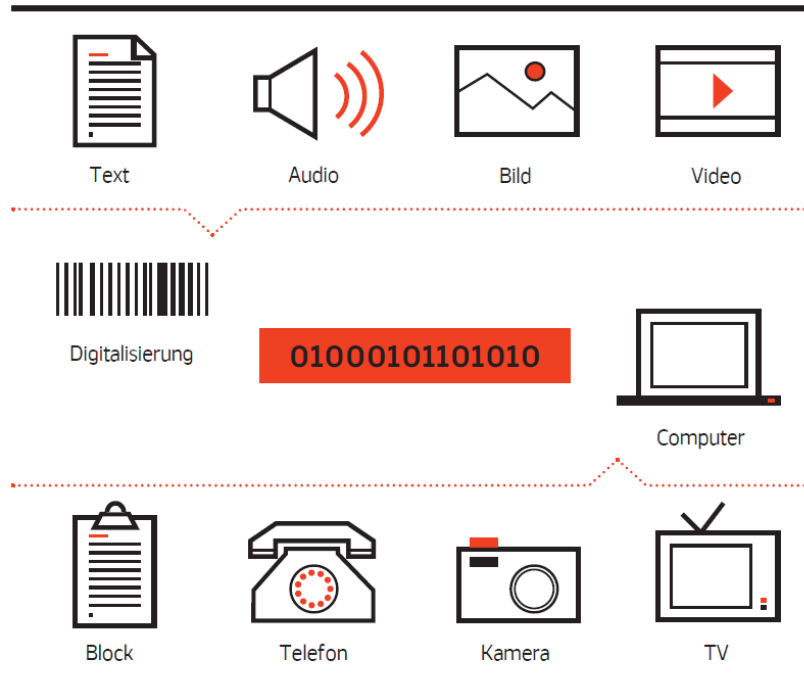 Text
Audio
Bild
Video
Digitalisierung
01000101101010
Computer
Block
Telefon
Kamera
TV